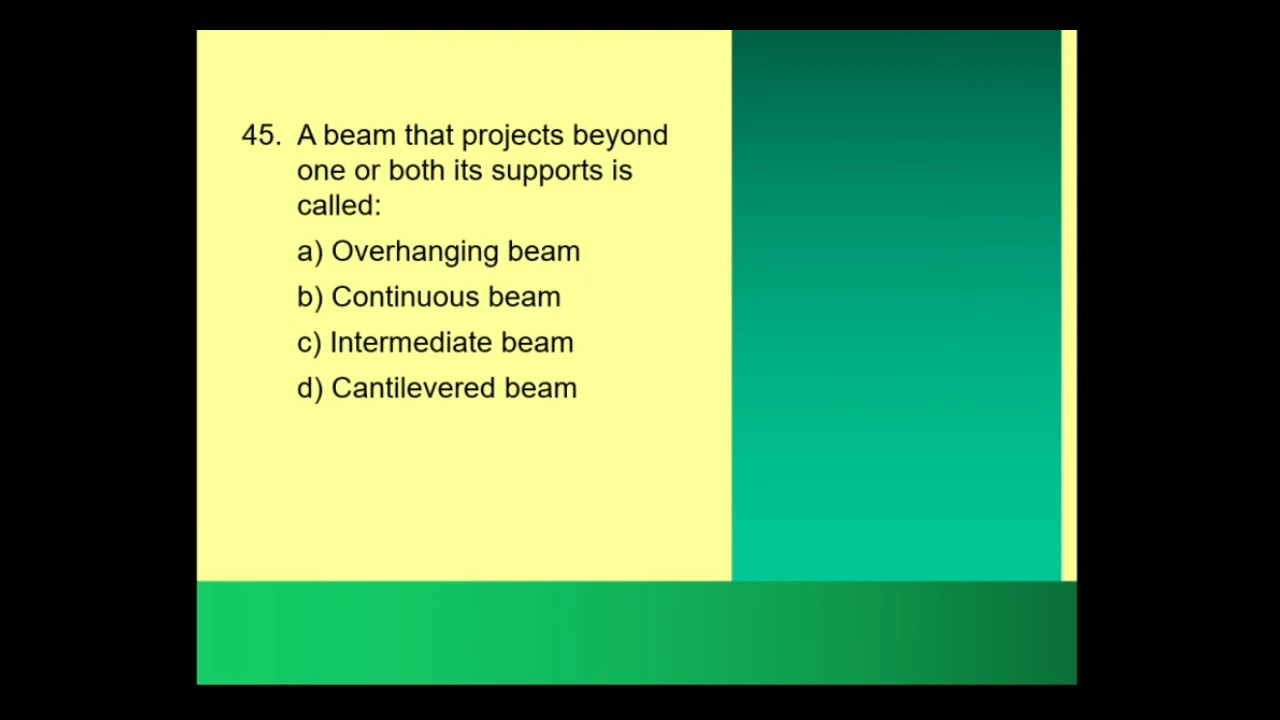 45. A beam that projects beyond
one or both its supports is
called:
a) Overhanging beam
b) Continuous beam
c) Intermediate beam
d) Cantilevered beam